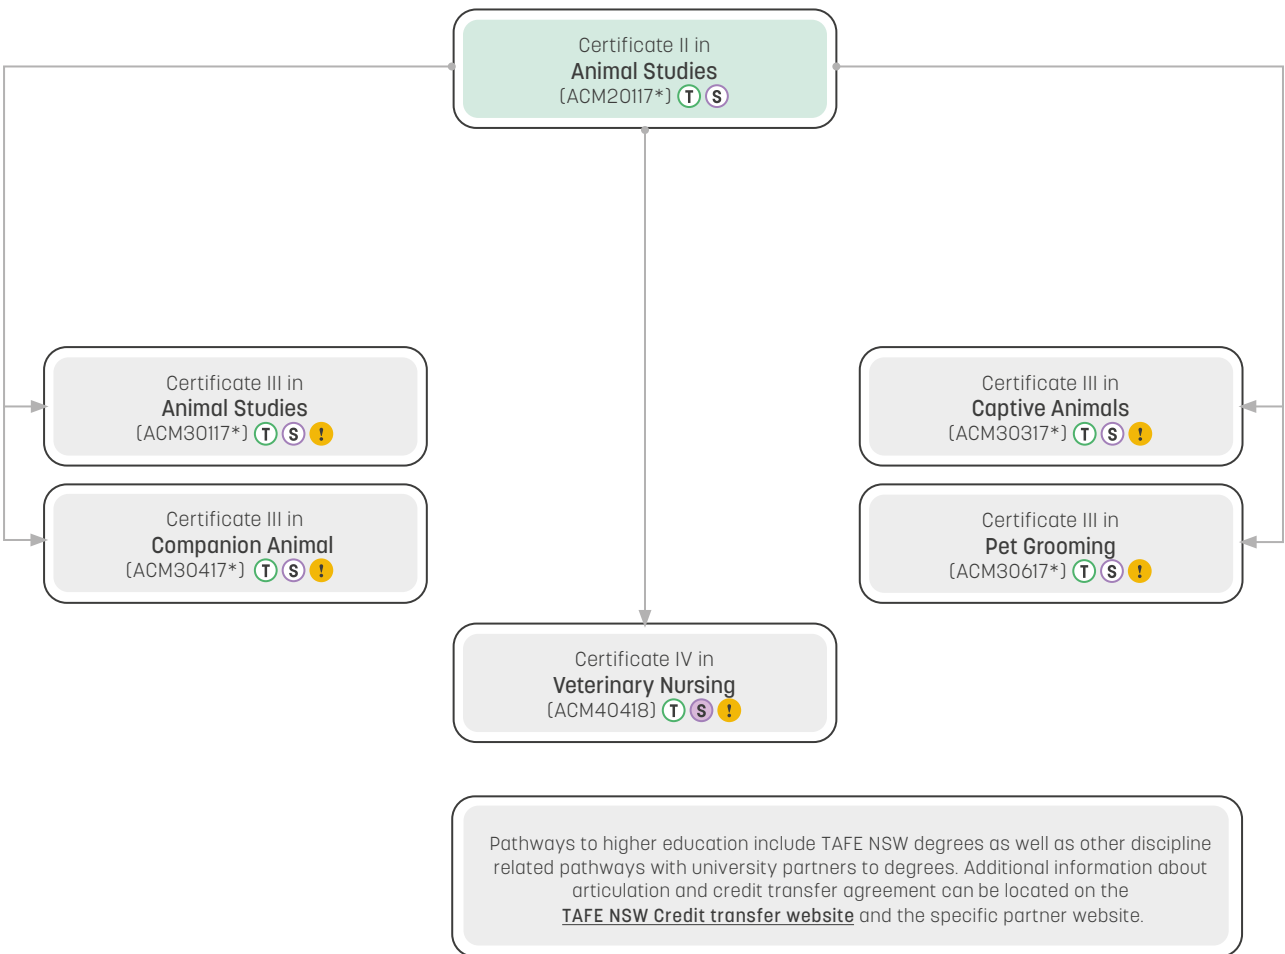 Certificate II in
Animal Studies
(ACM20117*) T S
Certificate III in
Animal Studies
(ACM30117*) T S !
Certificate III in
Captive Animals
(ACM30317*) T S !
Certificate III in
Companion Animal
(ACM30417*) T S !
Certificate III in
Pet Grooming
(ACM30617*) T S !
Certificate IV in
Veterinary Nursing
(ACM40418) T S !
Pathways to higher education include TAFE NSW degrees as well as other discipline
related pathways with university partners to degrees. Additional information about
articulation and credit transfer agreement can be located on the
TAFE NSW Credit transfer website and the specific partner website.